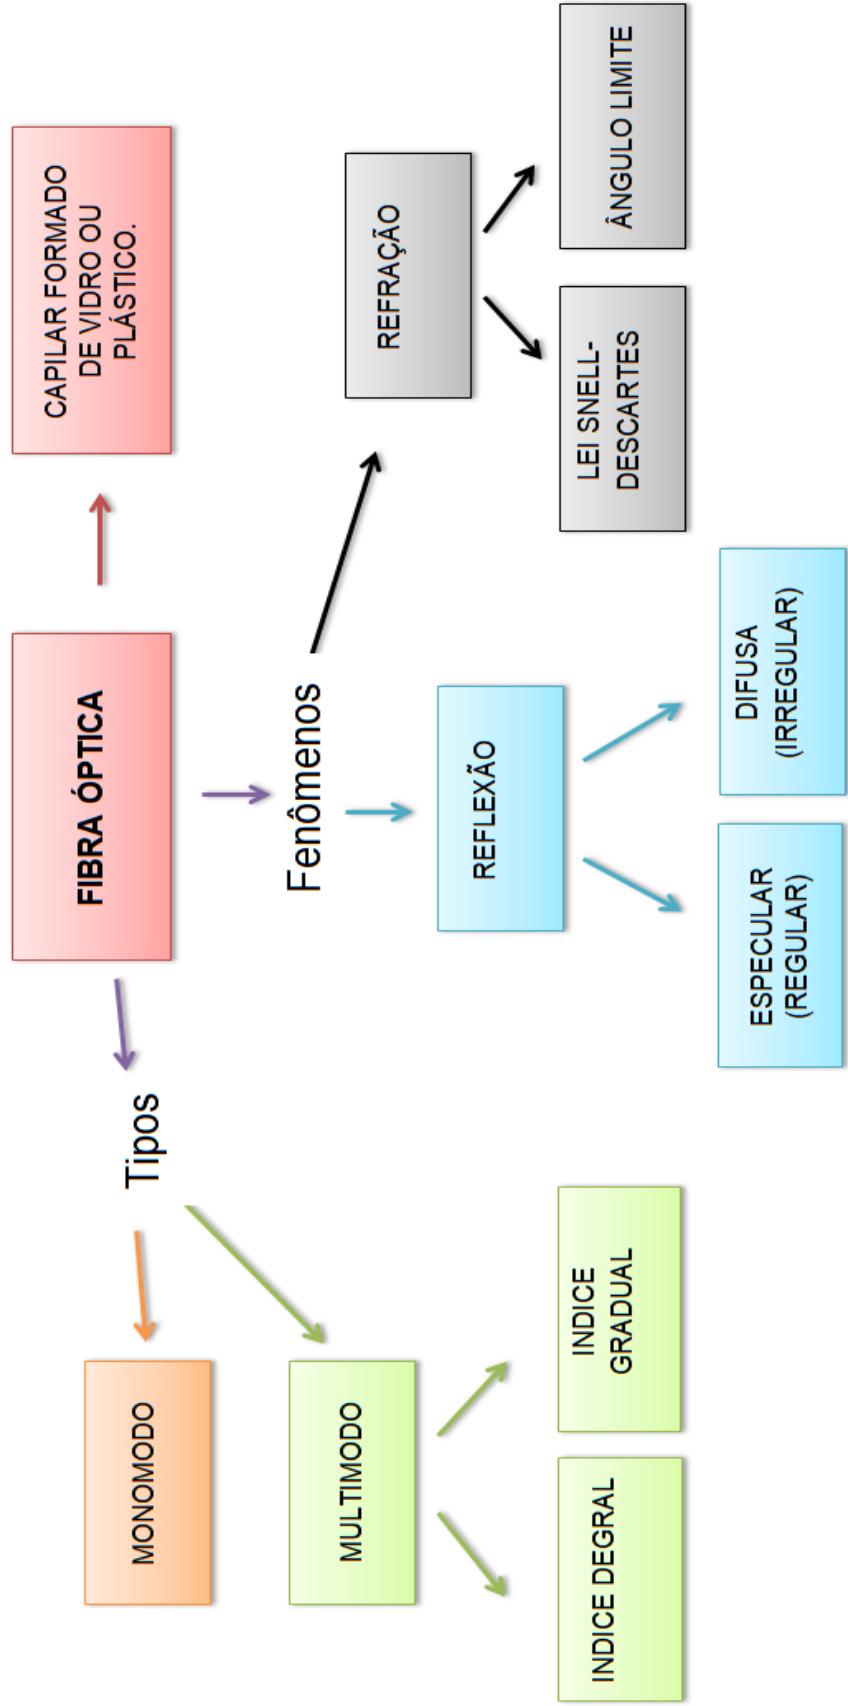 FIBRA ÓPTICA
CAPILAR FORMADO
DE VIDRO OU
PLÁSTICO.
Tipos
MONOMODO
MULTIMODO
INDICE DEGRAL
INDICE
GRADUAL
Fenômenos
REFLEXÃO
ESPECULAR
(REGULAR)
DIFUSA
(IRREGULAR)
REFRAÇÃO
LEI SNELL-
DESCARTES
ÂNGULO LIMITE